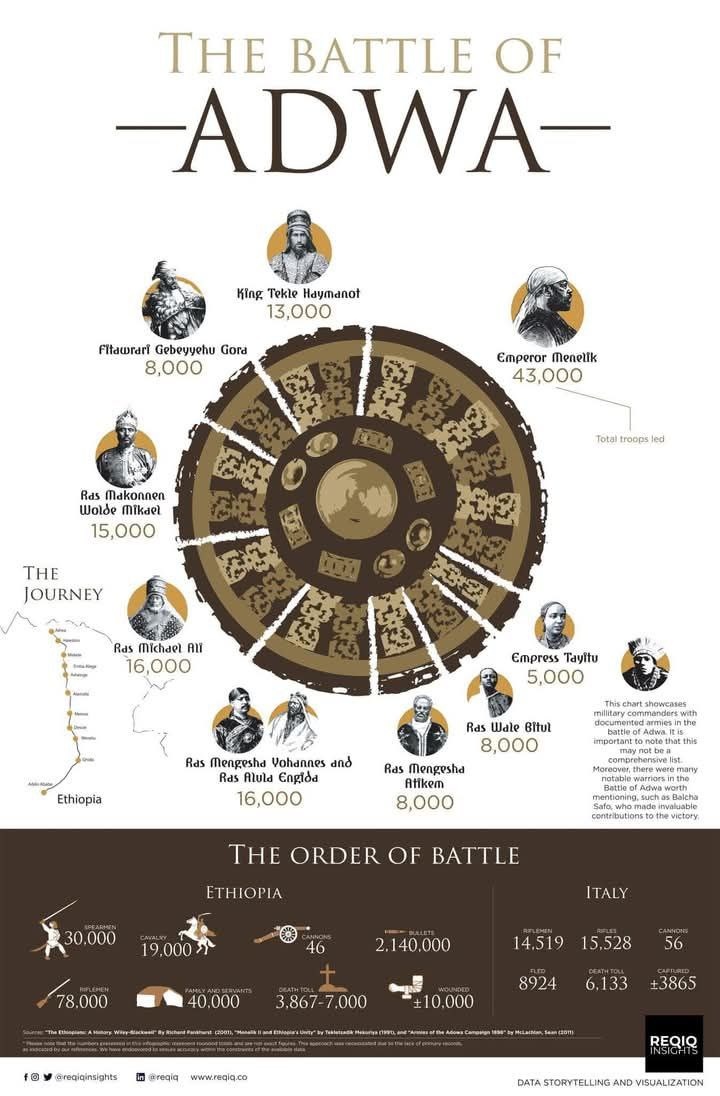 THE BATTLE OF
ADWA
King Tekle Haymanot
13,000
Fitawrari Gebeyyehu Gora
8,000
Emperor Menelik
43,000
Total troops led
Ras Makonnen
Wolde Mikael
15,000
THE
JOURNEY
Adwa
Hawzien
Mekele
Emba Alage
Ashenge
Alamata
Mersa
Dessie
Wereilu
Addis Ababa
Ethiopia
Ras Michael Ali
16,000
Empress Tayitu
5,000
Ras Wale Bitul
8,000
Ras Mengesha Yohannes and
Ras Alula Engida
16,000
Ras Mengesha
Atikem
8,000
This chart showcases
military commanders with
documented armies in the
battle of Adwa. It is
important to note that this
may not be a
comprehensive list.
Moreover, there were many
notable warriors in the
Battle of Adwa worth
mentioning, such as Balcha
Safo, who made invaluable
contributions to the victory.
THE ORDER OF BATTLE
ETHIOPIA
SPEARMEN
30,000
CAVALRY
19,000
CANNONS
46
BULLETS
2,140,000
RIFLEMEN
78,000
FAMILY AND SERVANTS
40,000
DEATH TOLL
3,867-7,000
WOUNDED
±10,000
ITALY
RIFLEMEN
14,519
RIFLES
15,528
CANNONS
56
FLED
8924
DEATH TOLL
6,133
CAPTURED
±3865
Sources: "The Ethiopians: A History. Wiley-Blackwell" By Richard Pankhurst (2001), "Menelik II and Ethiopia's Unity" by Tekletsadik Mekuriya (1991), and "Armies of the Adowa Campaign 1896" by McLachlan, Sean (2011)
* Please note that the numbers presented in this infographic represent rounded totals and are not exact figures. This approach was necessitated due to the lack of primary records,
as indicated by our references. We have endeavored to ensure accuracy within the constraints of the available data.
REQIQ
INSIGHTS
@reqiqinsights
@reqiq
www.reqiq.co
DATA STORYTELLING AND VISUALIZATION